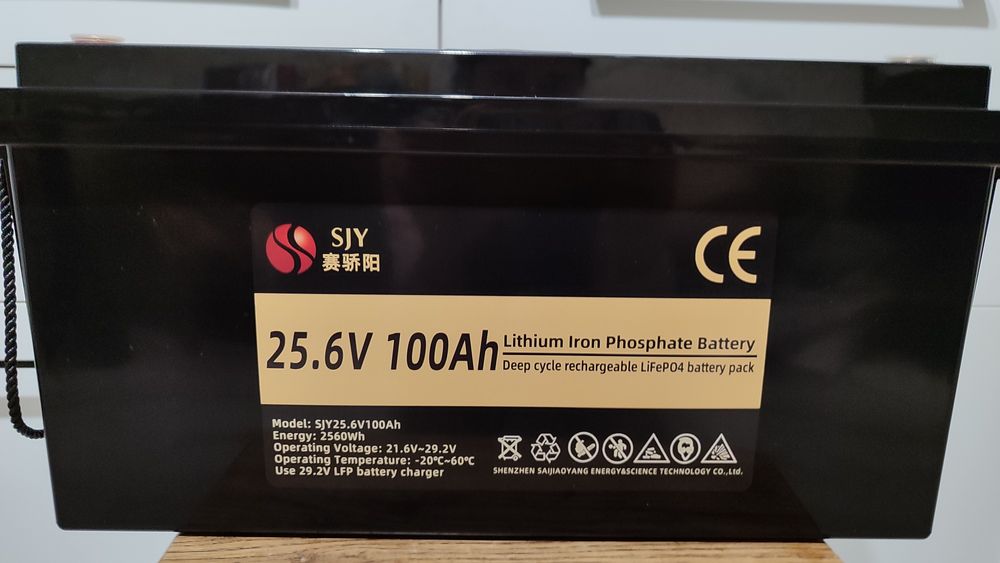 SJY
赛骄阳
CE
25.6V 100Ah
Lithium Iron Phosphate Battery
Deep cycle rechargeable LiFePO4 battery pack
Model: SJY25.6V100Ah
Energy: 2560Wh
Operating Voltage: 21.6V~29.2V
Operating Temperature: -20℃~60℃
Use 29.2V LFP battery charger
SHENZHEN SAIJIAOYANG ENERGY&SCIENCE TECHNOLOGY CO.,Ltd.